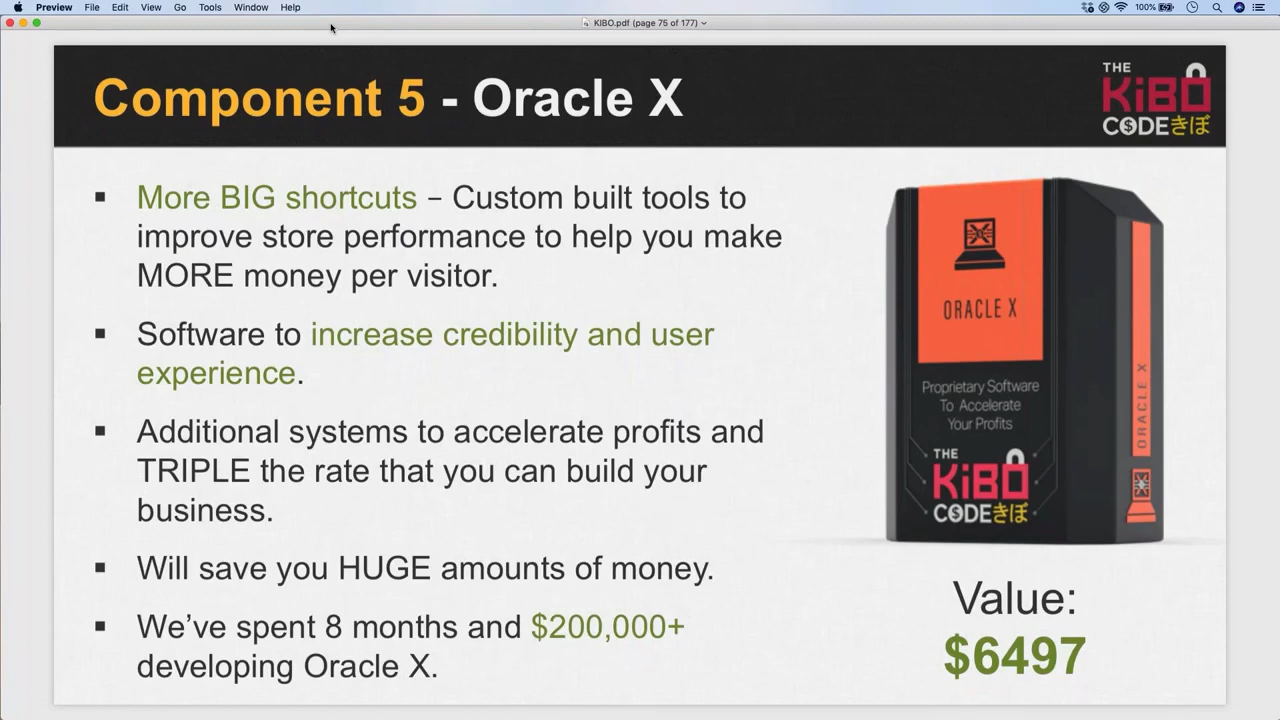 Preview File Edit View Go Tools Window Help
100%
KIBO.pdf (page 75 of 177)
Component 5 - Oracle X
THE
KiBO
CODEきぼ
▪ More BIG shortcuts – Custom built tools to
improve store performance to help you make
MORE money per visitor.
▪ Software to increase credibility and user
experience.
▪ Additional systems to accelerate profits and
TRIPLE the rate that you can build your
business.
▪ Will save you HUGE amounts of money.
▪ We’ve spent 8 months and $200,000+
developing Oracle X.
ORACLE X
Proprietary Software
To Accelerate
Your Profits
THE
KiBO
CODEきぼ
ORACLE X
Value:
$6497